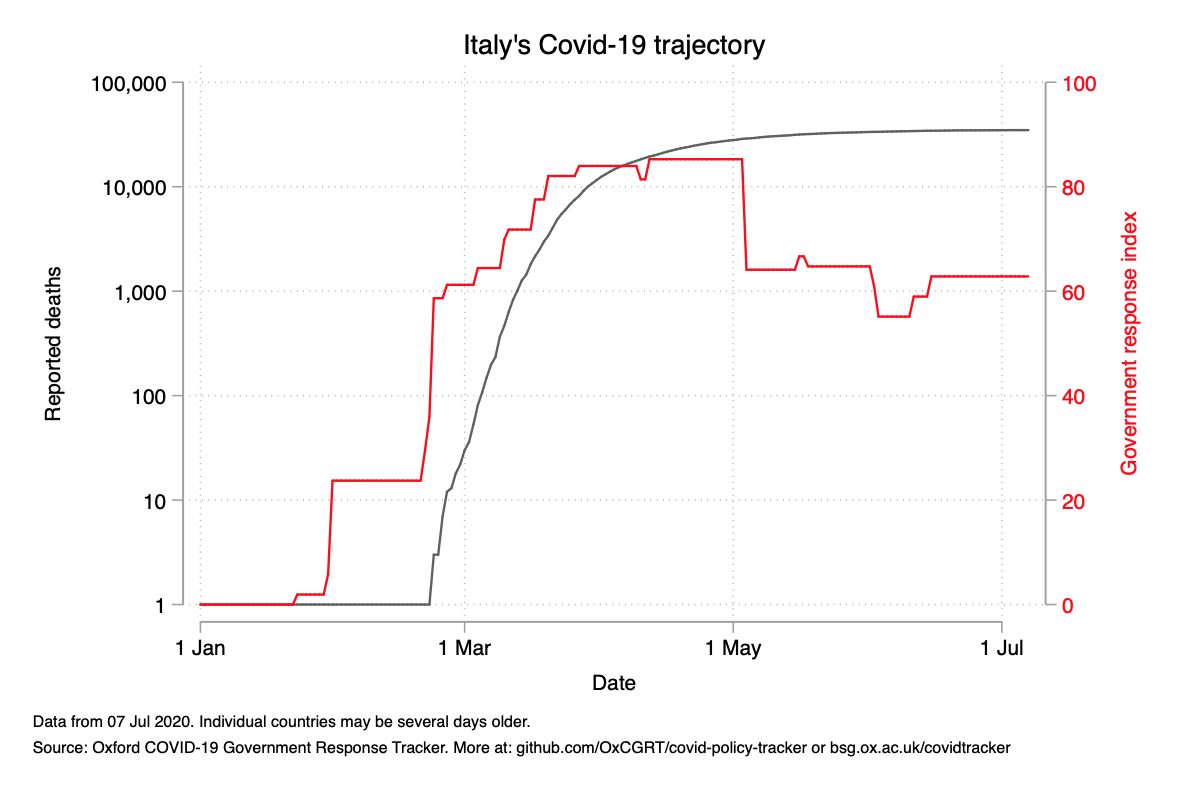 Italy's Covid-19 trajectory
100,000
10,000
1,000
100
10
1
Reported deaths
100
80
60
40
20
0
Government response index
1 Jan
1 Mar
1 May
1 Jul
Date
Data from 07 Jul 2020. Individual countries may be several days older.
Source: Oxford COVID-19 Government Response Tracker. More at: github.com/OxCGRT/covid-policy-tracker or bsg.ox.ac.uk/covidtracker